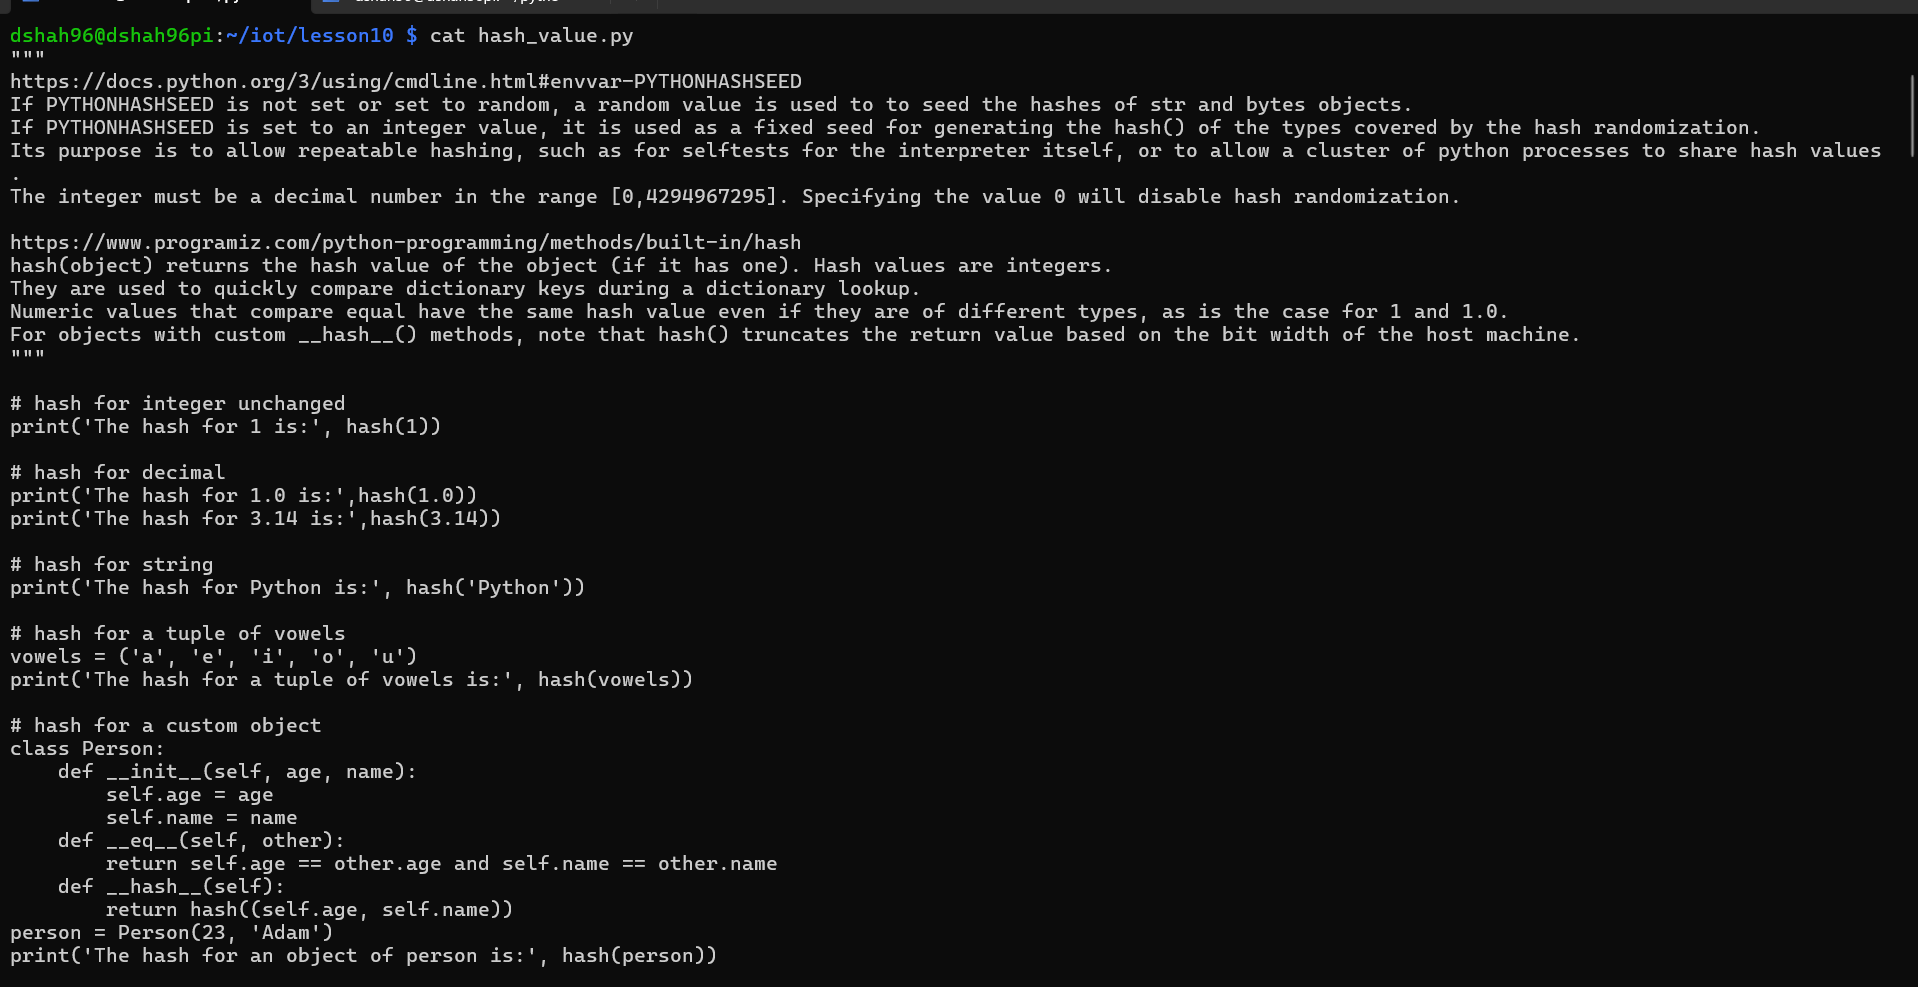 dshah96@dshah96pi:~/iot/lesson10 $ cat hash_value.py
"""
https://docs.python.org/3/using/cmdline.html#envvar-PYTHONHASHSEED
If PYTHONHASHSEED is not set or set to random, a random value is used to to seed the hashes of str and bytes objects.
If PYTHONHASHSEED is set to an integer value, it is used as a fixed seed for generating the hash() of the types covered by the hash randomization.
Its purpose is to allow repeatable hashing, such as for selftests for the interpreter itself, or to allow a cluster of python processes to share hash values
.
The integer must be a decimal number in the range [0,4294967295]. Specifying the value 0 will disable hash randomization.

https://www.programiz.com/python-programming/methods/built-in/hash
hash(object) returns the hash value of the object (if it has one). Hash values are integers.
They are used to quickly compare dictionary keys during a dictionary lookup.
Numeric values that compare equal have the same hash value even if they are of different types, as is the case for 1 and 1.0.
For objects with custom __hash__() methods, note that hash() truncates the return value based on the bit width of the host machine.
"""

# hash for integer unchanged
print('The hash for 1 is:', hash(1))

# hash for decimal
print('The hash for 1.0 is:',hash(1.0))
print('The hash for 3.14 is:',hash(3.14))

# hash for string
print('The hash for Python is:', hash('Python'))

# hash for a tuple of vowels
vowels = ('a', 'e', 'i', 'o', 'u')
print('The hash for a tuple of vowels is:', hash(vowels))

# hash for a custom object
class Person:
    def __init__(self, age, name):
        self.age = age
        self.name = name
    def __eq__(self, other):
        return self.age == other.age and self.name == other.name
    def __hash__(self):
        return hash((self.age, self.name))
person = Person(23, 'Adam')
print('The hash for an object of person is:', hash(person))